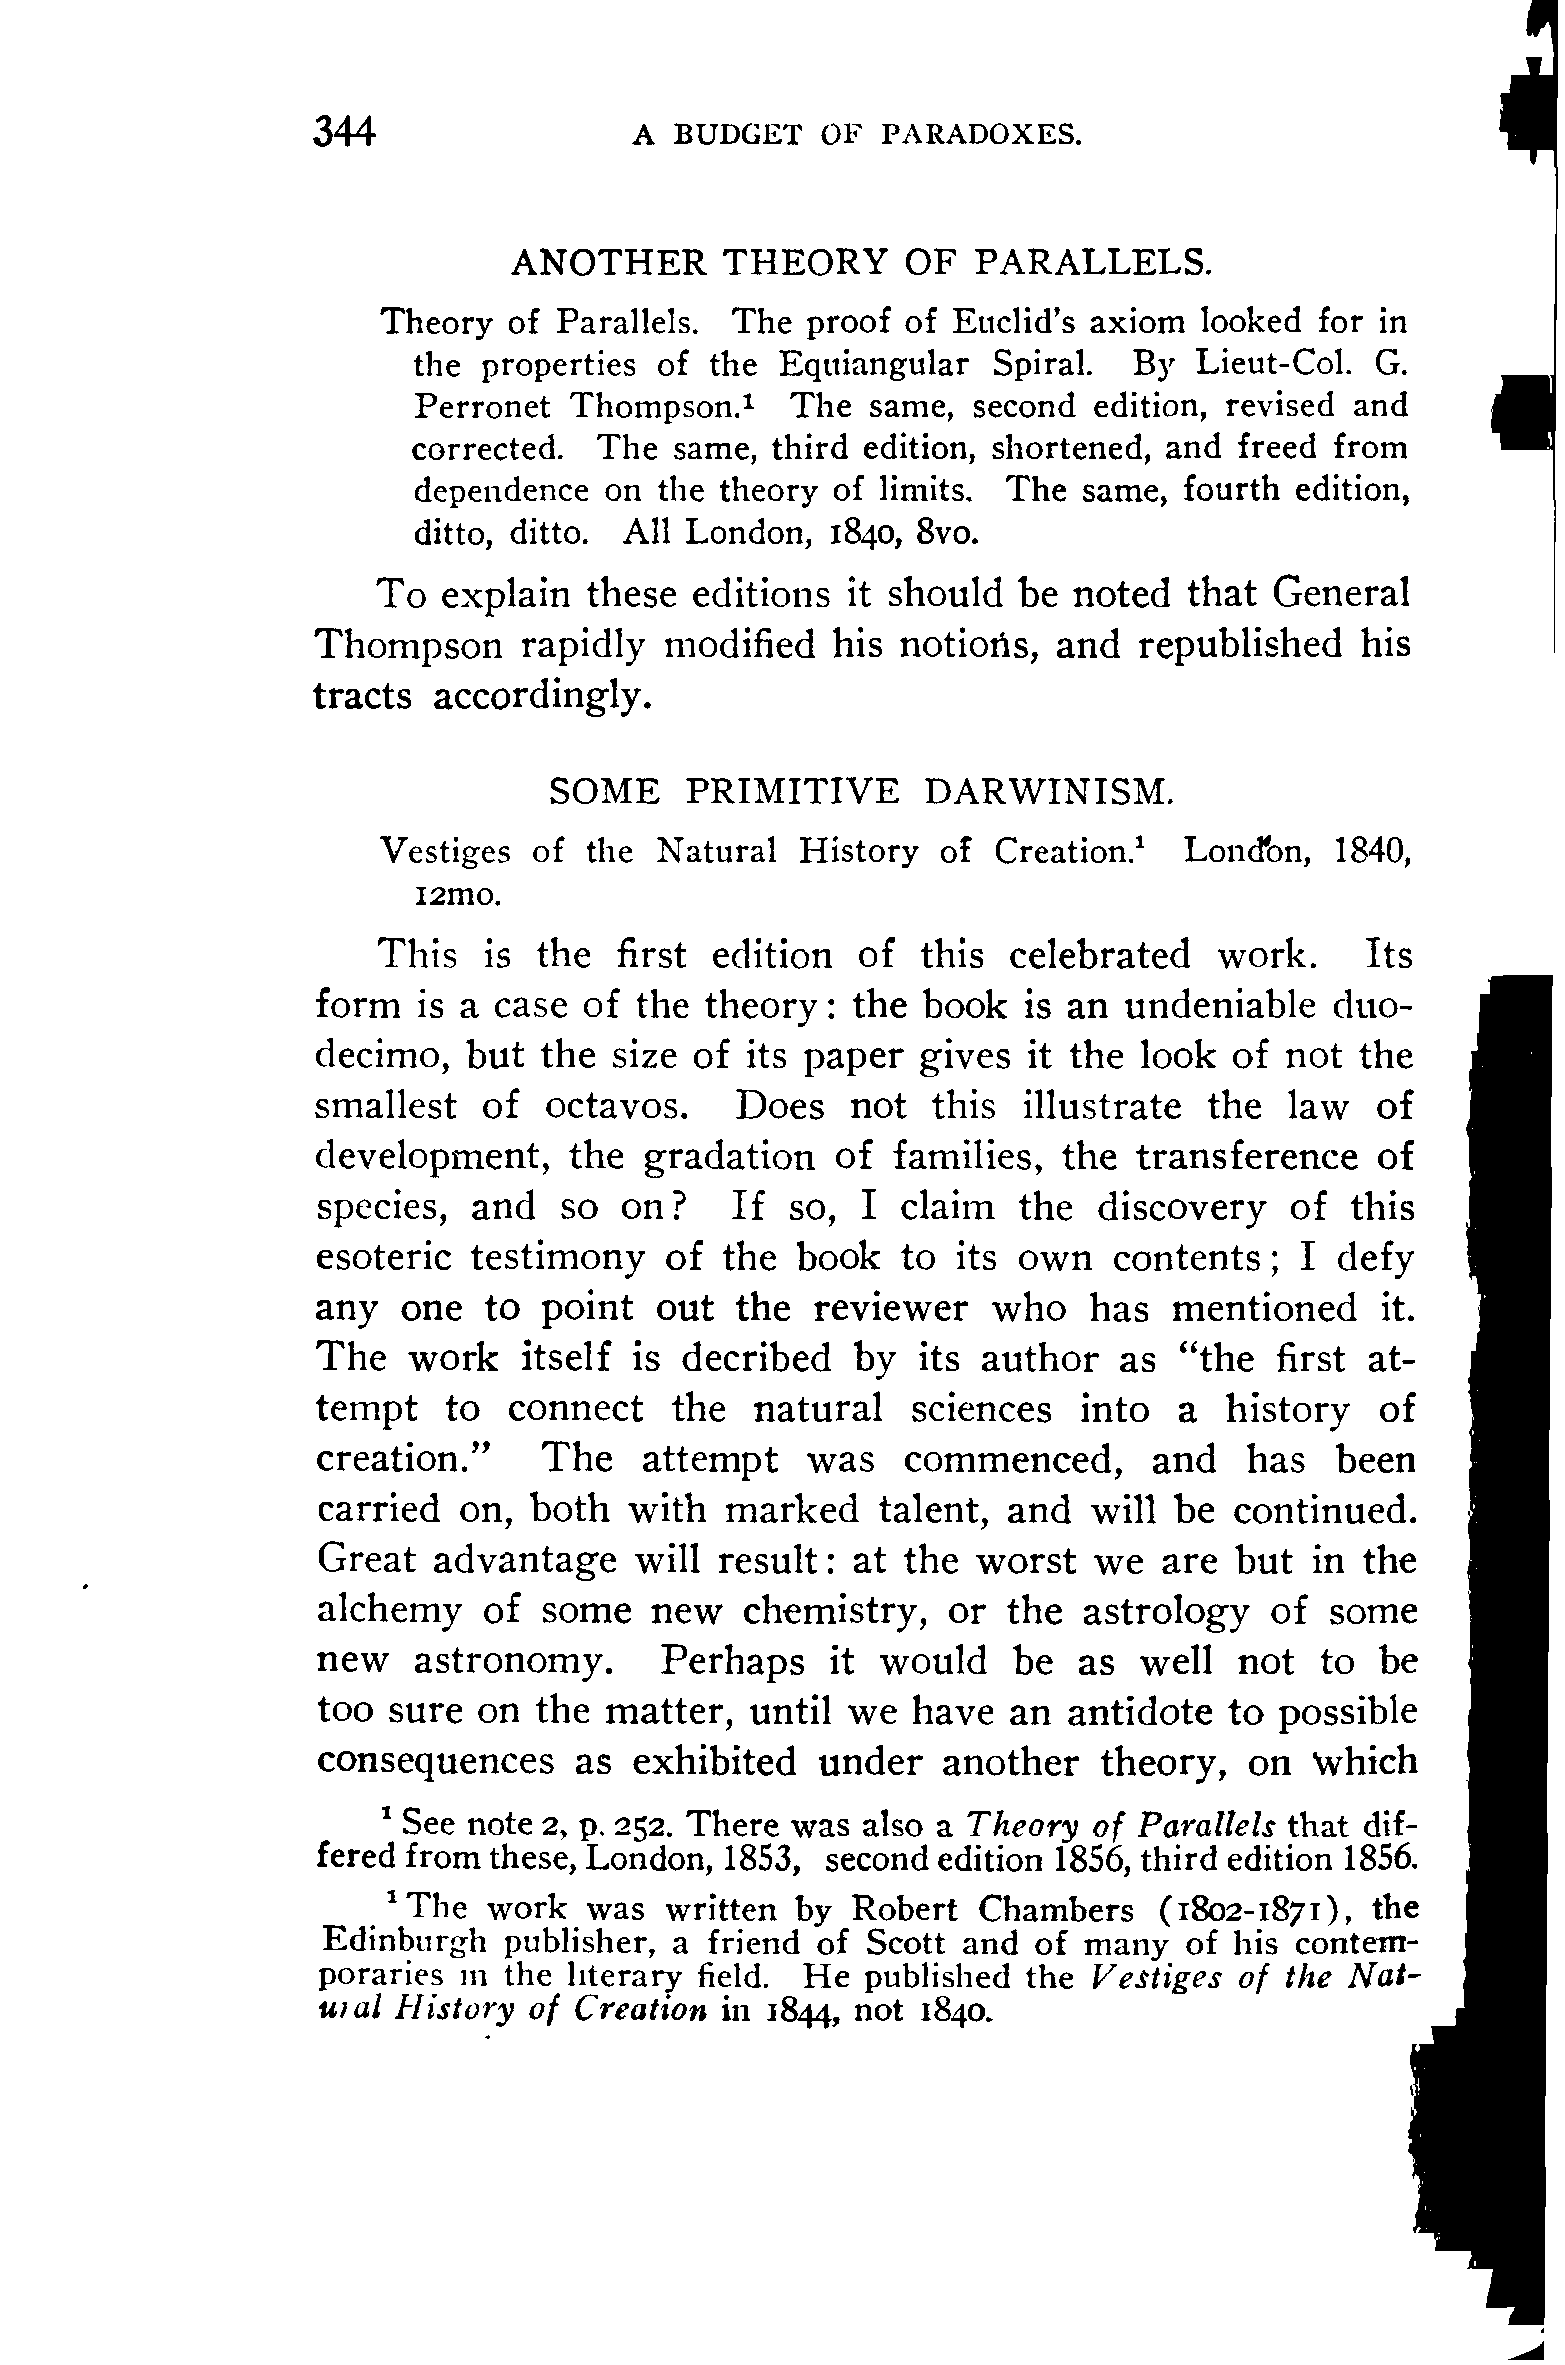 344 A BUDGET OF PARADOXES.
ANOTHER THEORY OF PARALLELS.
Theory of Parallels. The proof of Euclid's axiom looked for in
the properties of the Equiangular Spiral. By Lieut-Col. G.
Perronet Thompson.¹ The same, second edition, revised and
corrected. The same, third edition, shortened, and freed from
dependence on the theory of limits. The same, fourth edition,
ditto, ditto. All London, 1840, 8vo.
To explain these editions it should be noted that General
Thompson rapidly modified his notions, and republished his
tracts accordingly.
SOME PRIMITIVE DARWINISM.
Vestiges of the Natural History of Creation.¹ London, 1840,
12mo.
This is the first edition of this celebrated work. Its
form is a case of the theory: the book is an undeniable duo-
decimo, but the size of its paper gives it the look of not the
smallest of octavos. Does not this illustrate the law of
development, the gradation of families, the transference of
species, and so on? If so, I claim the discovery of this
esoteric testimony of the book to its own contents; I defy
any one to point out the reviewer who has mentioned it.
The work itself is decribed by its author as “the first at-
tempt to connect the natural sciences into a history of
creation.” The attempt was commenced, and has been
carried on, both with marked talent, and will be continued.
Great advantage will result: at the worst we are but in the
alchemy of some new chemistry, or the astrology of some
new astronomy. Perhaps it would be as well not to be
too sure on the matter, until we have an antidote to possible
consequences as exhibited under another theory, on which
¹ See note 2, p. 252. There was also a Theory of Parallels that dif-
fered from these, London, 1853, second edition 1856, third edition 1856.
¹ The work was written by Robert Chambers (1802-1871), the
Edinburgh publisher, a friend of Scott and of many of his contem-
poraries in the literary field. He published the Vestiges of the Nat-
ural History of Creation in 1844, not 1840.